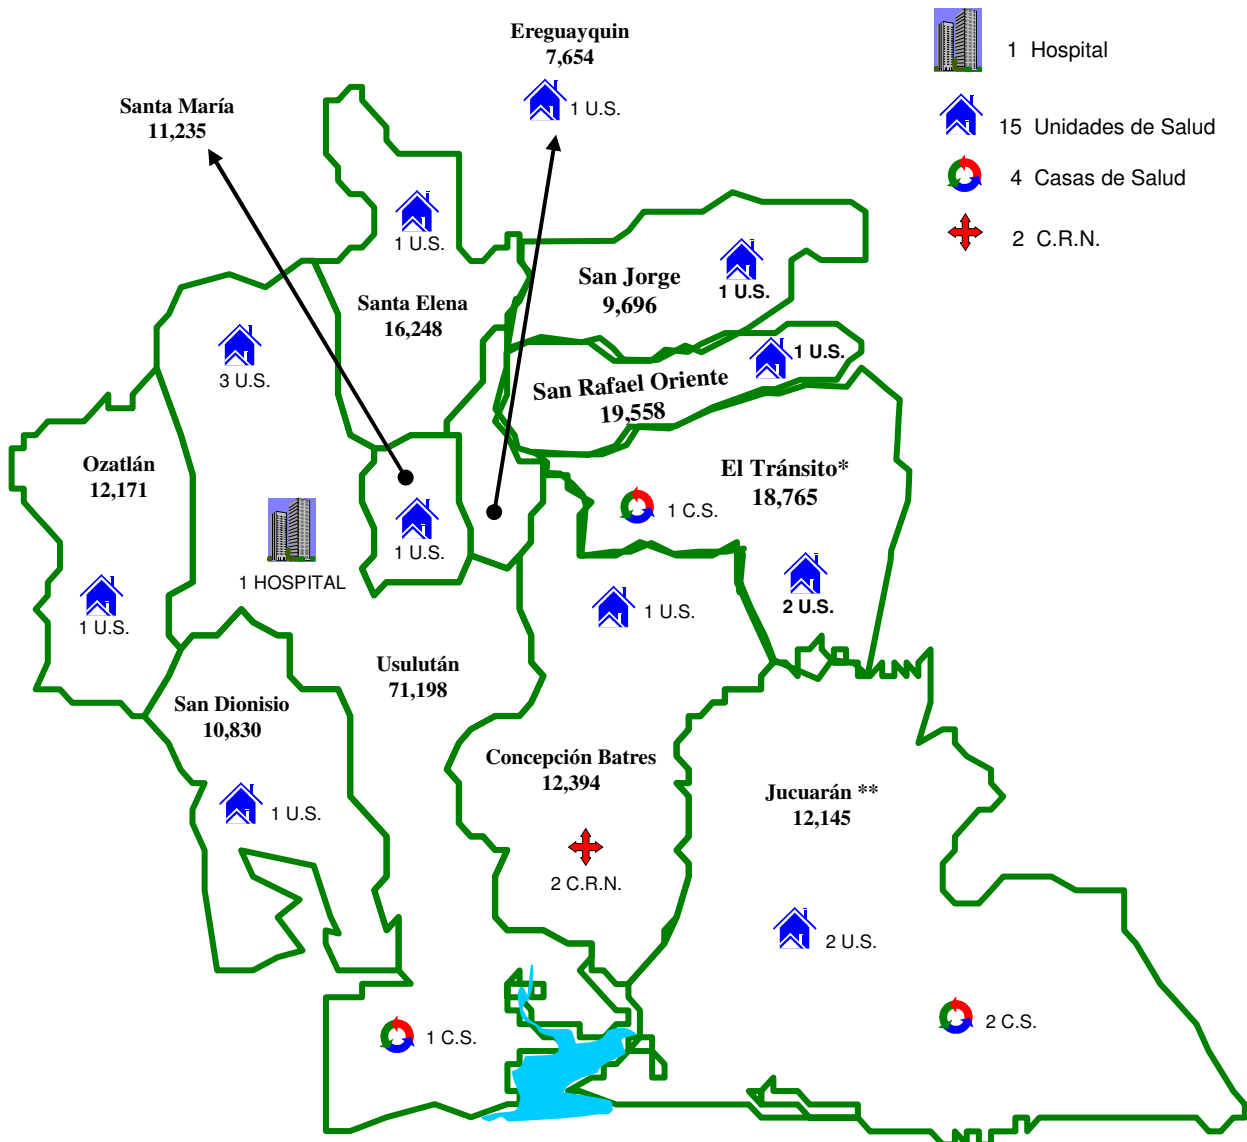 Ereguayquin
7,654
1 U.S.
Santa María
11,235
1 Hospital
15 Unidades de Salud
4 Casas de Salud
2 C.R.N.
1 U.S.
Santa Elena
16,248
San Jorge
9,696
1 U.S.
3 U.S.
1 U.S.
San Rafael Oriente
19,558
Ozatlán
12,171
1 U.S.
1 HOSPITAL
1 U.S.
El Tránsito*
18,765
1 C.S.
2 U.S.
1 U.S.
Usulután
71,198
San Dionisio
10,830
1 U.S.
Concepción Batres
12,394
2 C.R.N.
Jucuarán **
12,145
2 U.S.
1 C.S.
2 C.S.